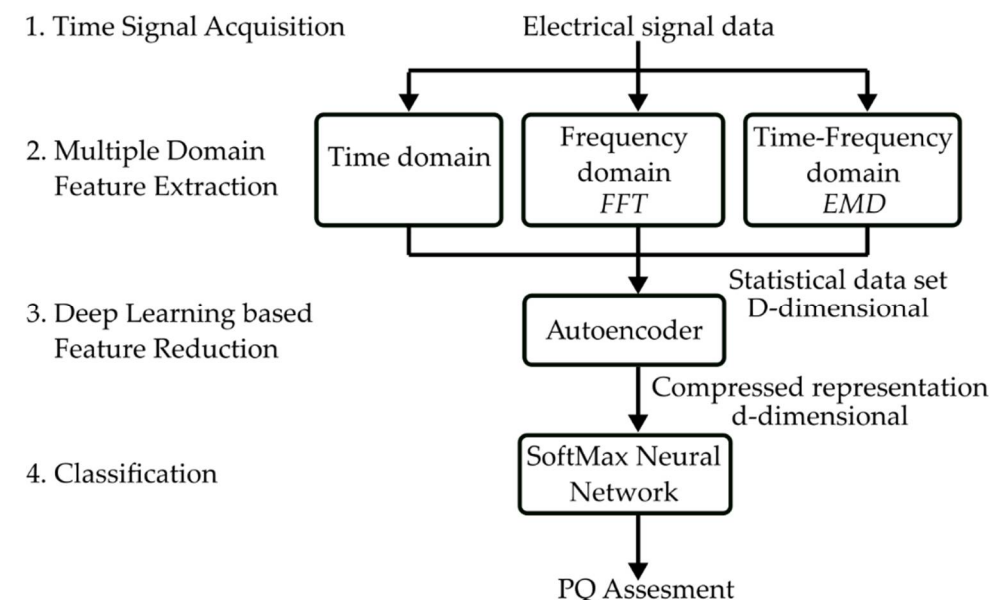 1. Time Signal Acquisition
Electrical signal data
2. Multiple Domain
Feature Extraction
Time domain
Frequency
domain
FFT
Time-Frequency
domain
EMD
Statistical data set
D-dimensional
3. Deep Learning based
Feature Reduction
Autoencoder
Compressed representation
d-dimensional
4. Classification
SoftMax Neural
Network
PQ Assesment